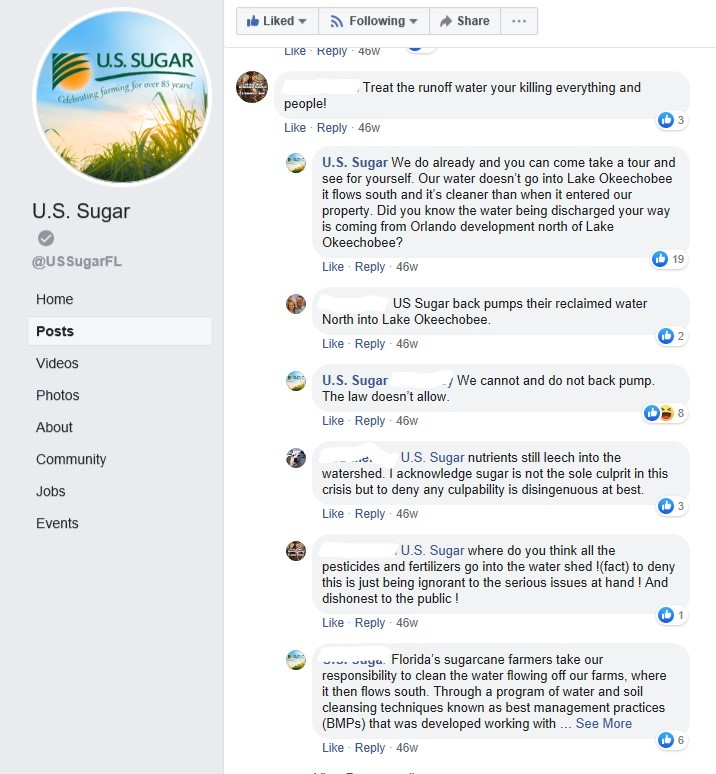 U.S. SUGAR
Celebrating farming for over 85 years!
U.S. Sugar
@USSugarFL
Home
Posts
Videos
Photos
About
Community
Jobs
Events
Liked Following Share ...
Like · Reply · 46w
Treat the runoff water your killing everything and
people!
3
Like · Reply · 46w
U.S. Sugar We do already and you can come take a tour and
see for yourself. Our water doesn't go into Lake Okeechobee
it flows south and it's cleaner than when it entered our
property. Did you know the water being discharged your way
is coming from Orlando development north of Lake
Okeechobee?
19
Like · Reply · 46w
US Sugar back pumps their reclaimed water
North into Lake Okeechobee.
2
Like · Reply · 46w
U.S. Sugar We cannot and do not back pump.
The law doesn't allow.
8
Like · Reply · 46w
U.S. Sugar nutrients still leech into the
watershed. I acknowledge sugar is not the sole culprit in this
crisis but to deny any culpability is disingenuous at best.
3
Like · Reply · 46w
U.S. Sugar where do you think all the
pesticides and fertilizers go into the water shed !(fact) to deny
this is just being ignorant to the serious issues at hand ! And
dishonest to the public !
1
Like · Reply · 46w
Florida's sugarcane farmers take our
responsibility to clean the water flowing off our farms, where
it then flows south. Through a program of water and soil
cleansing techniques known as best management practices
(BMPs) that was developed working with ... See More
6
Like · Reply · 46w